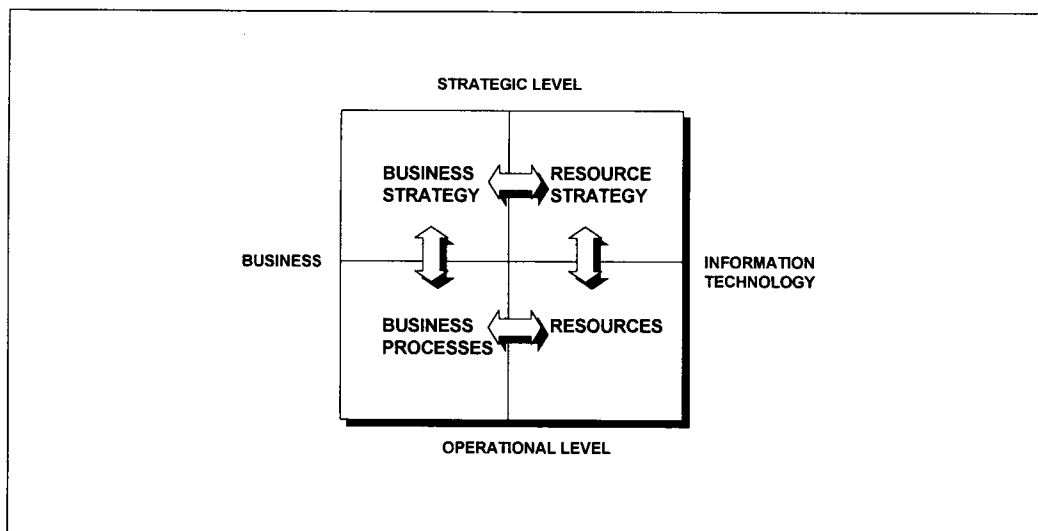 STRATEGIC LEVEL
BUSINESS
STRATEGY
RESOURCE
STRATEGY
BUSINESS
INFORMATION
TECHNOLOGY
BUSINESS
PROCESSES
RESOURCES
OPERATIONAL LEVEL